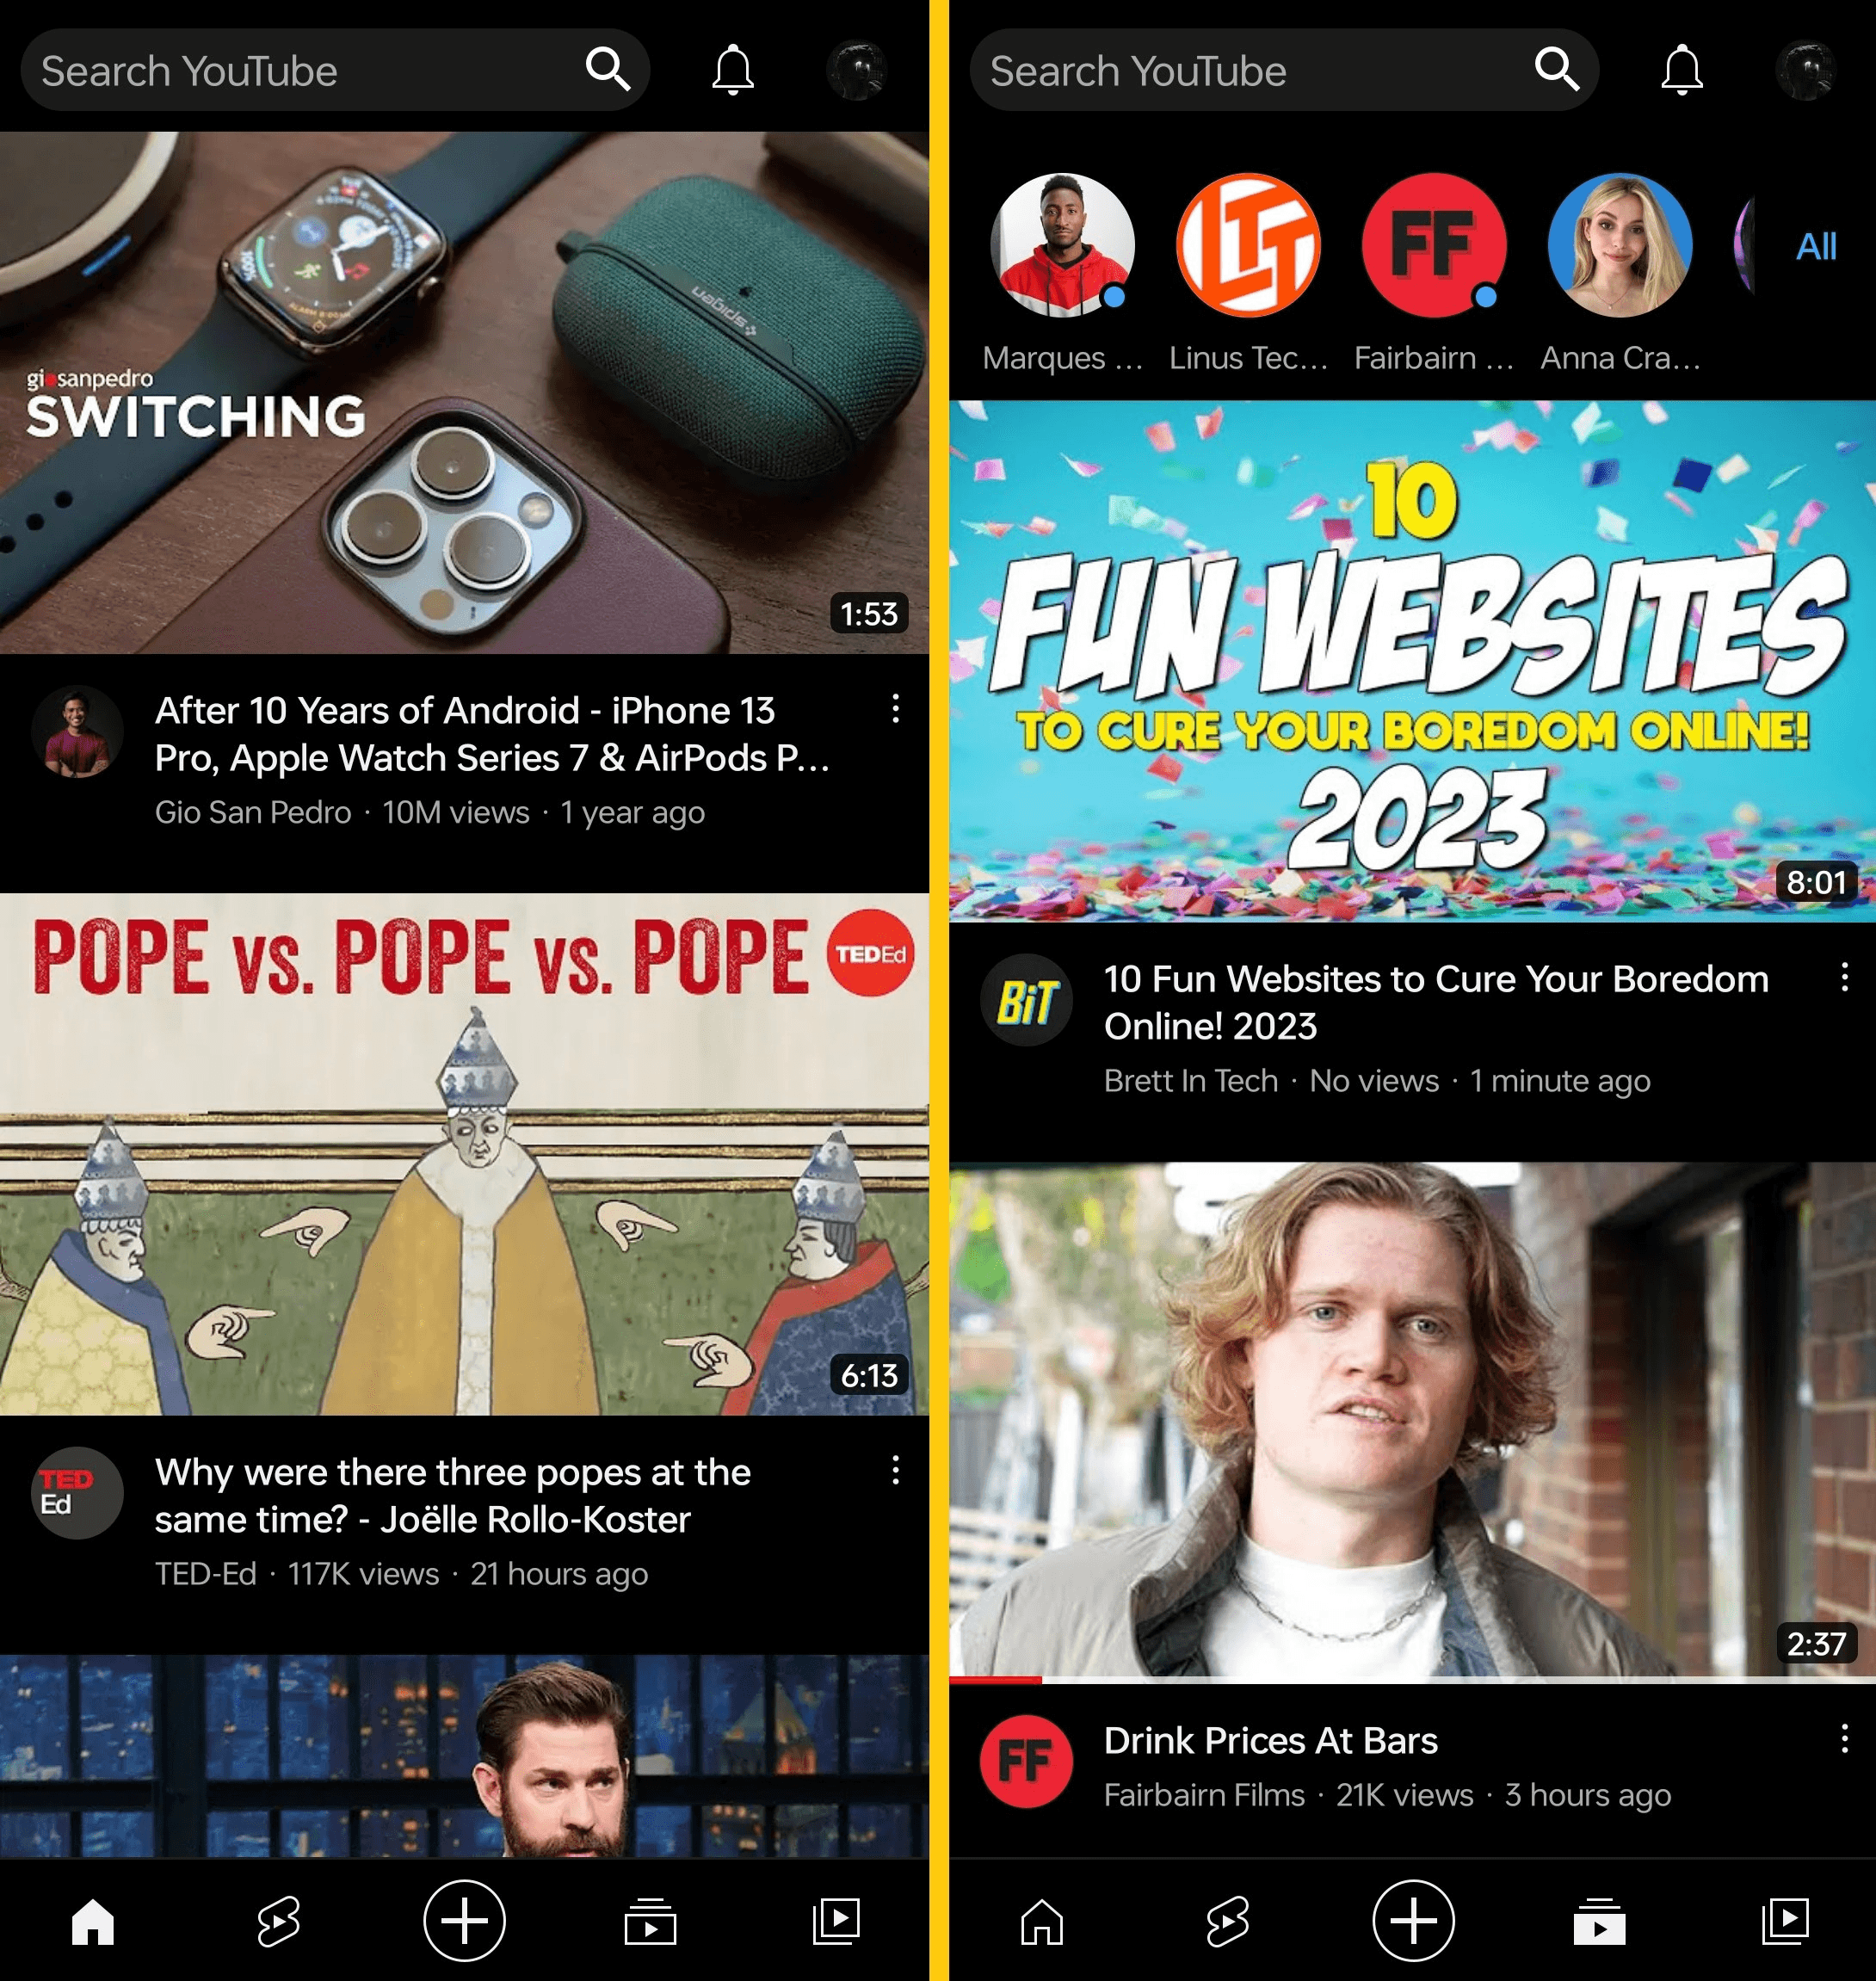 Search YouTube
giosanpedro
SWITCHING
spigen
1:53
After 10 Years of Android - iPhone 13
Pro, Apple Watch Series 7 & AirPods P...
Gio San Pedro · 10M views · 1 year ago
POPE VS. POPE VS. POPE
TEDEd
6:13
TED
Ed
Why were there three popes at the
same time? - Joëlle Rollo-Koster
TED-Ed · 117K views · 21 hours ago
Search YouTube
LTT
FF
All
Marques ...
Linus Tec...
Fairbairn ...
Anna Cra...
10
FUN WEBSITES
TO CURE YOUR BOREDOM ONLINE!
2023
8:01
BiT
10 Fun Websites to Cure Your Boredom
Online! 2023
Brett In Tech · No views · 1 minute ago
2:37
FF
Drink Prices At Bars
Fairbairn Films · 21K views · 3 hours ago